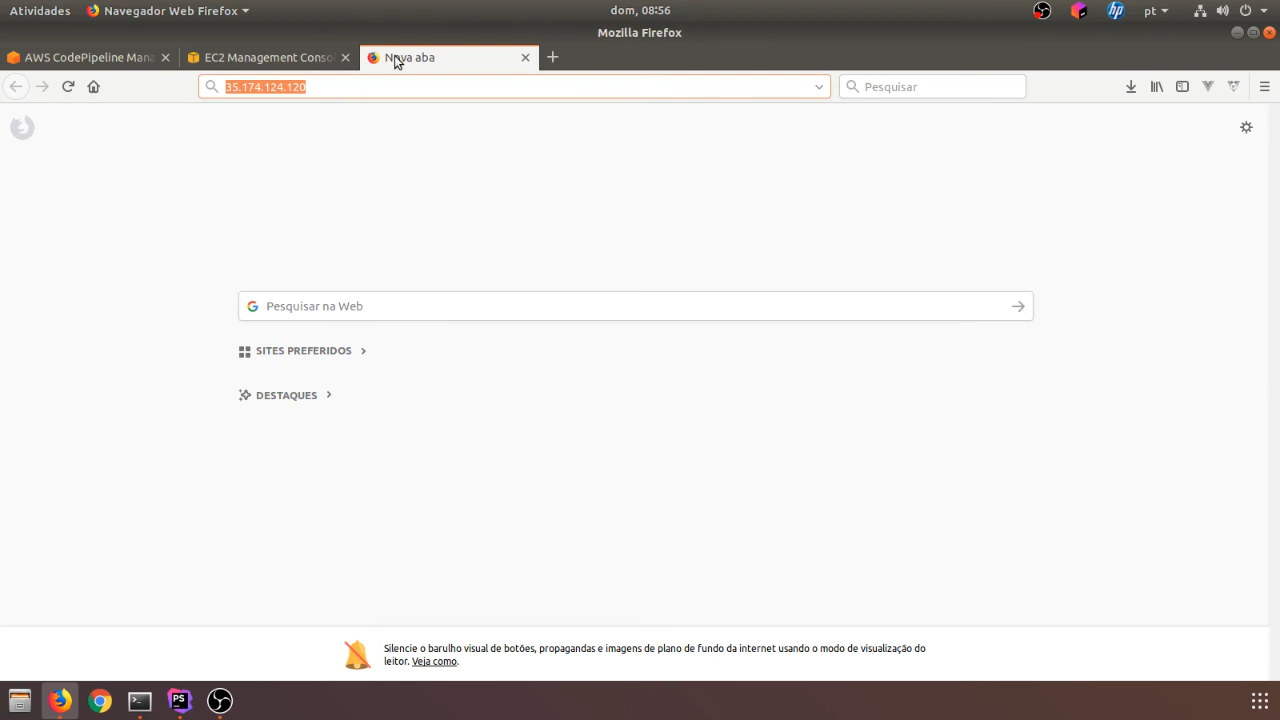 Atividades
Navegador Web Firefox
dom, 08:56
pt
Mozilla Firefox
AWS CodePipeline Mana
EC2 Management Conso
Nova aba
35.174.124.120
Pesquisar
Pesquisar na Web
SITES PREFERIDOS
DESTAQUES
Silencie o barulho visual de botões, propagandas e imagens de plano de fundo da internet usando o modo de visualização do
leitor. Veja como.